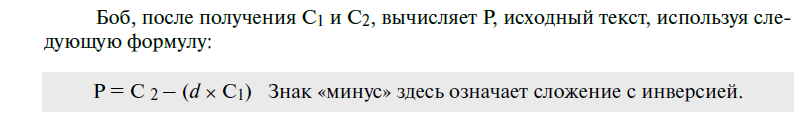 Боб, после получения C1 и C2, вычисляет P, исходный текст, используя сле-
дующую формулу:
P = C 2 – (d × C1) Знак «минус» здесь означает сложение с инверсией.